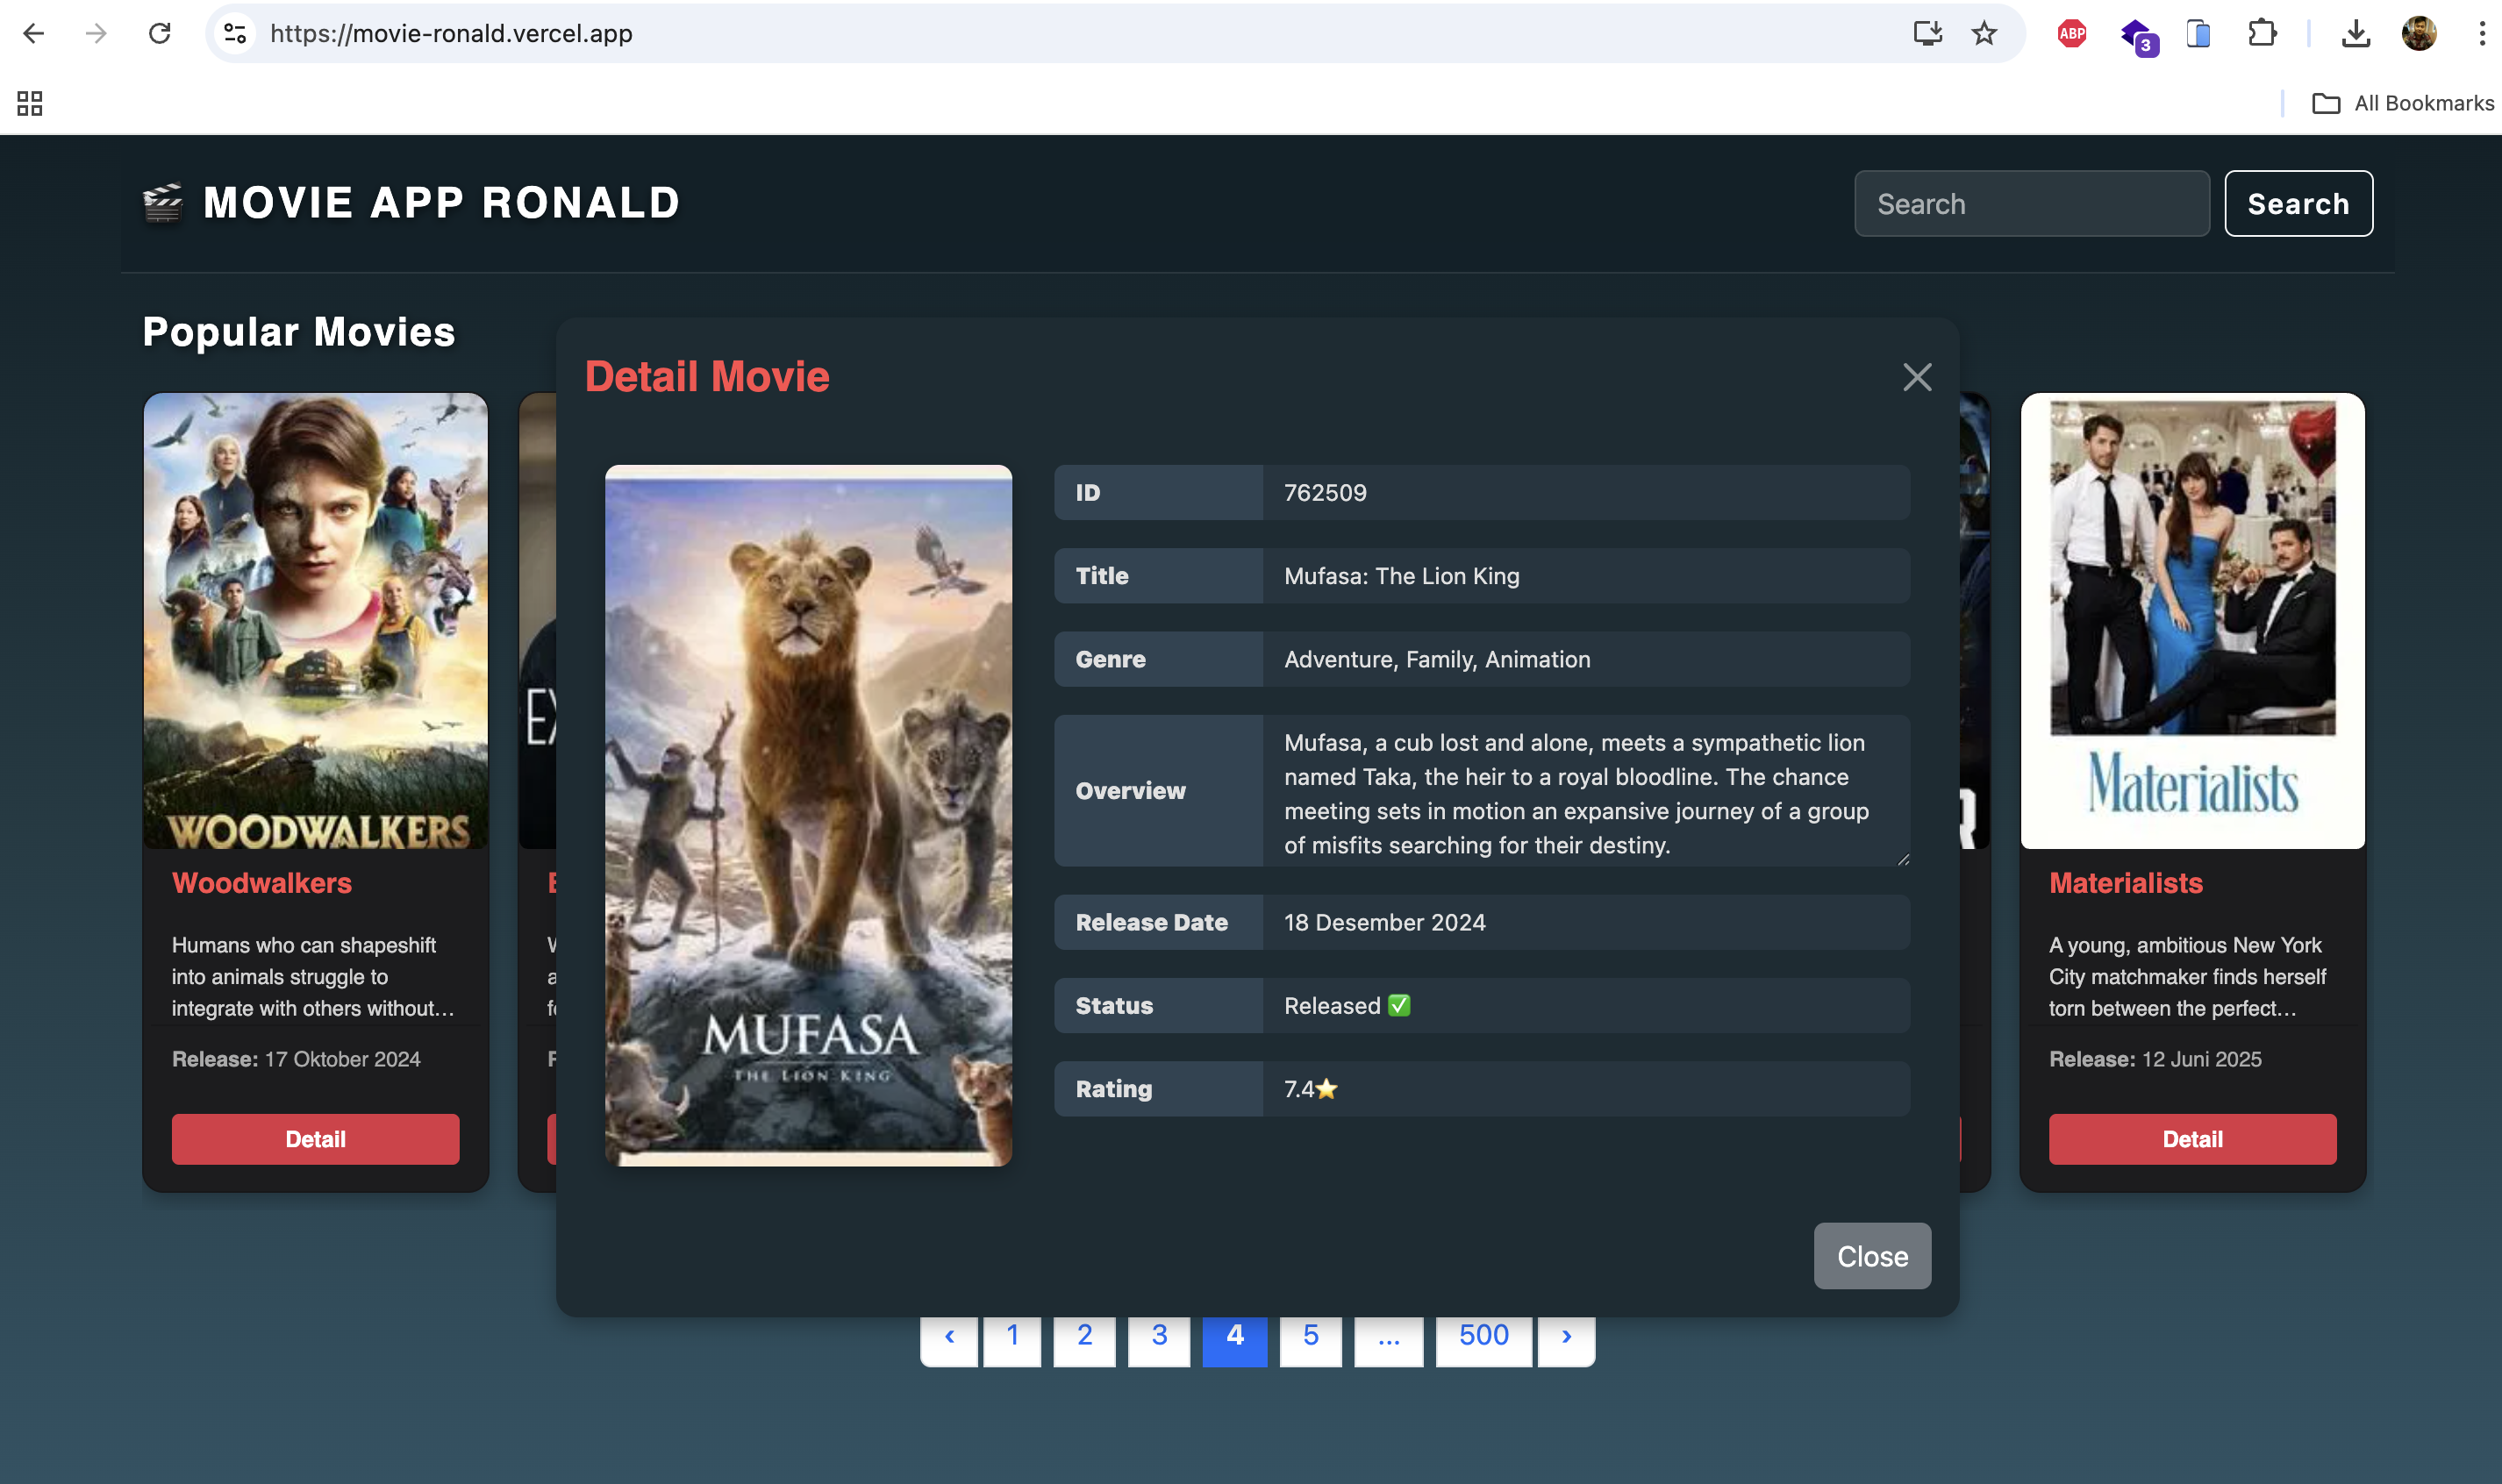 https://movie-ronald.vercel.app
ABP
3
All Bookmarks
🎬 MOVIE APP RONALD
Search
Search
Popular Movies
WOODWALKERS
Woodwalkers
Humans who can shapeshift
into animals struggle to
integrate with others without...
Release: 17 Oktober 2024
Detail
EX
Detail Movie
MUFASA
THE LION KING
ID
762509
Title
Mufasa: The Lion King
Genre
Adventure, Family, Animation
Overview
Mufasa, a cub lost and alone, meets a sympathetic lion
named Taka, the heir to a royal bloodline. The chance
meeting sets in motion an expansive journey of a group
of misfits searching for their destiny.
Release Date
18 Desember 2024
Status
Released ✅
Rating
7.4⭐
Close
Materialists
Materialists
A young, ambitious New York
City matchmaker finds herself
torn between the perfect...
Release: 12 Juni 2025
Detail
‹ 1 2 3 4 5 ... 500 ›